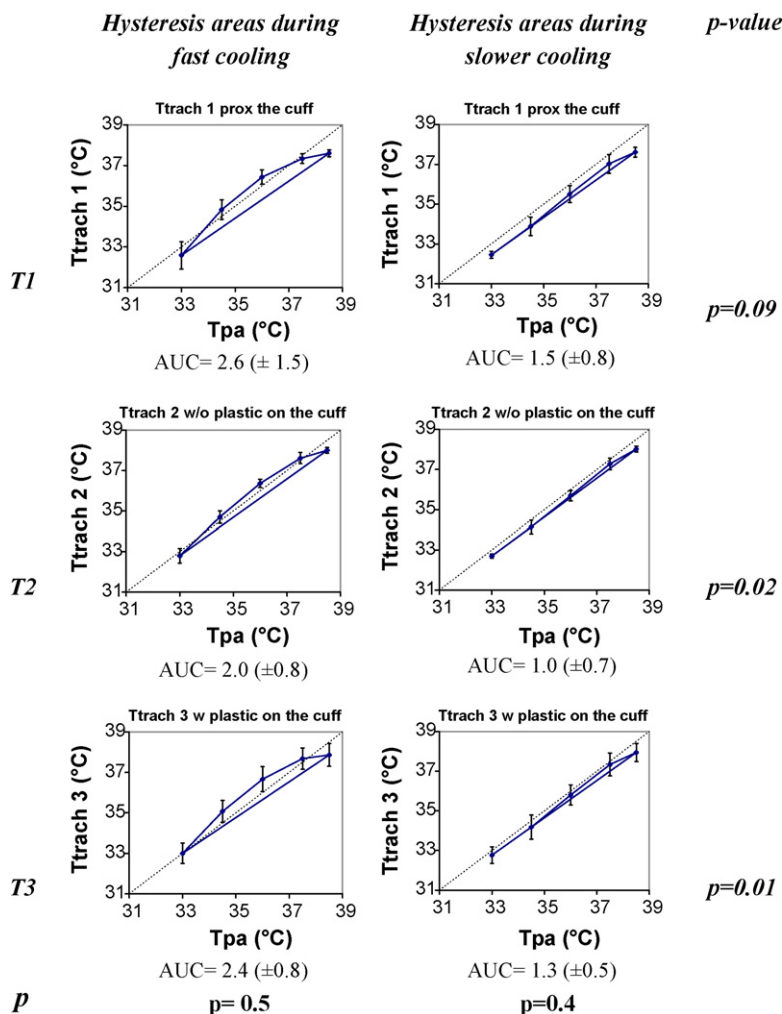 Hysteresis areas during
fast cooling
Hysteresis areas during
slower cooling
p-value
Ttrach 1 prox the cuff
Ttrach 1 (°C)
39
37
35
33
31
31 33 35 37 39
Tpa (°C)
AUC= 2.6 (± 1.5)
Ttrach 1 prox the cuff
Ttrach 1 (°C)
39
37
35
33
31
31 33 35 37 39
Tpa (°C)
AUC= 1.5 (±0.8)
T1
p=0.09
Ttrach 2 w/o plastic on the cuff
Ttrach 2 (°C)
39
37
35
33
31
31 33 35 37 39
Tpa (°C)
AUC= 2.0 (±0.8)
Ttrach 2 w/o plastic on the cuff
Ttrach 2 (°C)
39
37
35
33
31
31 33 35 37 39
Tpa (°C)
AUC= 1.0 (±0.7)
T2
p=0.02
Ttrach 3 w plastic on the cuff
Ttrach 3 (°C)
39
37
35
33
31
31 33 35 37 39
Tpa (°C)
AUC= 2.4 (±0.8)
Ttrach 3 w plastic on the cuff
Ttrach 3 (°C)
39
37
35
33
31
31 33 35 37 39
Tpa (°C)
AUC= 1.3 (±0.5)
T3
p=0.01
p
p= 0.5
p=0.4